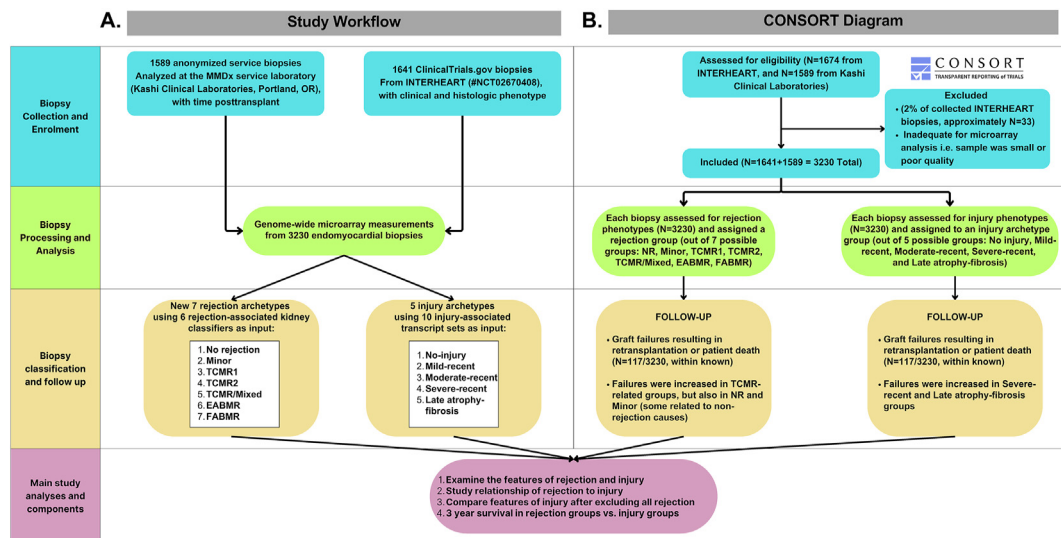 A.
Study Workflow
B.
CONSORT Diagram
Biopsy
Collection and
Enrolment
1589 anonymized service biopsies
Analyzed at the MMDx service laboratory
(Kashi Clinical Laboratories, Portland, OR),
with time posttransplant
1641 ClinicalTrials.gov biopsies
From INTERHEART (#NCT02670408),
with clinical and histologic phenotype
Assessed for eligibility (N=1674 from
INTERHEART, and N=1589 from Kashi
Clinical Laboratories)
CONSORT
TRANSPARENT REPORTING of TRIALS
Excluded
• (2% of collected INTERHEART
biopsies, approximately N=33)
• Inadequate for microarray
analysis i.e. sample was small or
poor quality
Included (N=1641+1589 = 3230 Total)
Biopsy
Processing and
Analysis
Genome-wide microarray measurements
from 3230 endomyocardial biopsies
Each biopsy assessed for rejection
phenotypes (N=3230) and assigned a
rejection group (out of 7 possible
groups: NR, Minor, TCMR1, TCMR2,
TCMR/Mixed, EABMR, FABMR)
Each biopsy assessed for injury phenotypes
(N=3230) and assigned to an injury archetype
group (out of 5 possible groups: No injury, Mild-
recent, Moderate-recent, Severe-recent,
and Late atrophy-fibrosis)
Biopsy
classification
and follow up
New 7 rejection archetypes
using 6 rejection-associated kidney
classifiers as input:
1. No rejection
2. Minor
3. TCMR1
4. TCMR2
5. TCMR/Mixed
6. EABMR
7. FABMR
5 injury archetypes
using 10 injury-associated
transcript sets as input:
1. No-injury
2. Mild-recent
3. Moderate-recent
4. Severe-recent
5. Late atrophy-
fibrosis
FOLLOW-UP
• Graft failures resulting in
retransplantation or patient death
(N=117/3230, within known)
• Failures were increased in TCMR-
related groups, but also in NR and
Minor (some related to non-
rejection causes)
FOLLOW-UP
• Graft failures resulting in
retransplantation or patient death
(N=117/3230, within known)
• Failures were increased in Severe-
recent and Late atrophy-fibrosis
groups
Main study
analyses and
components
1. Examine the features of rejection and injury
2. Study relationship of rejection to injury
3. Compare features of injury after excluding all rejection
4. 3 year survival in rejection groups vs. injury groups